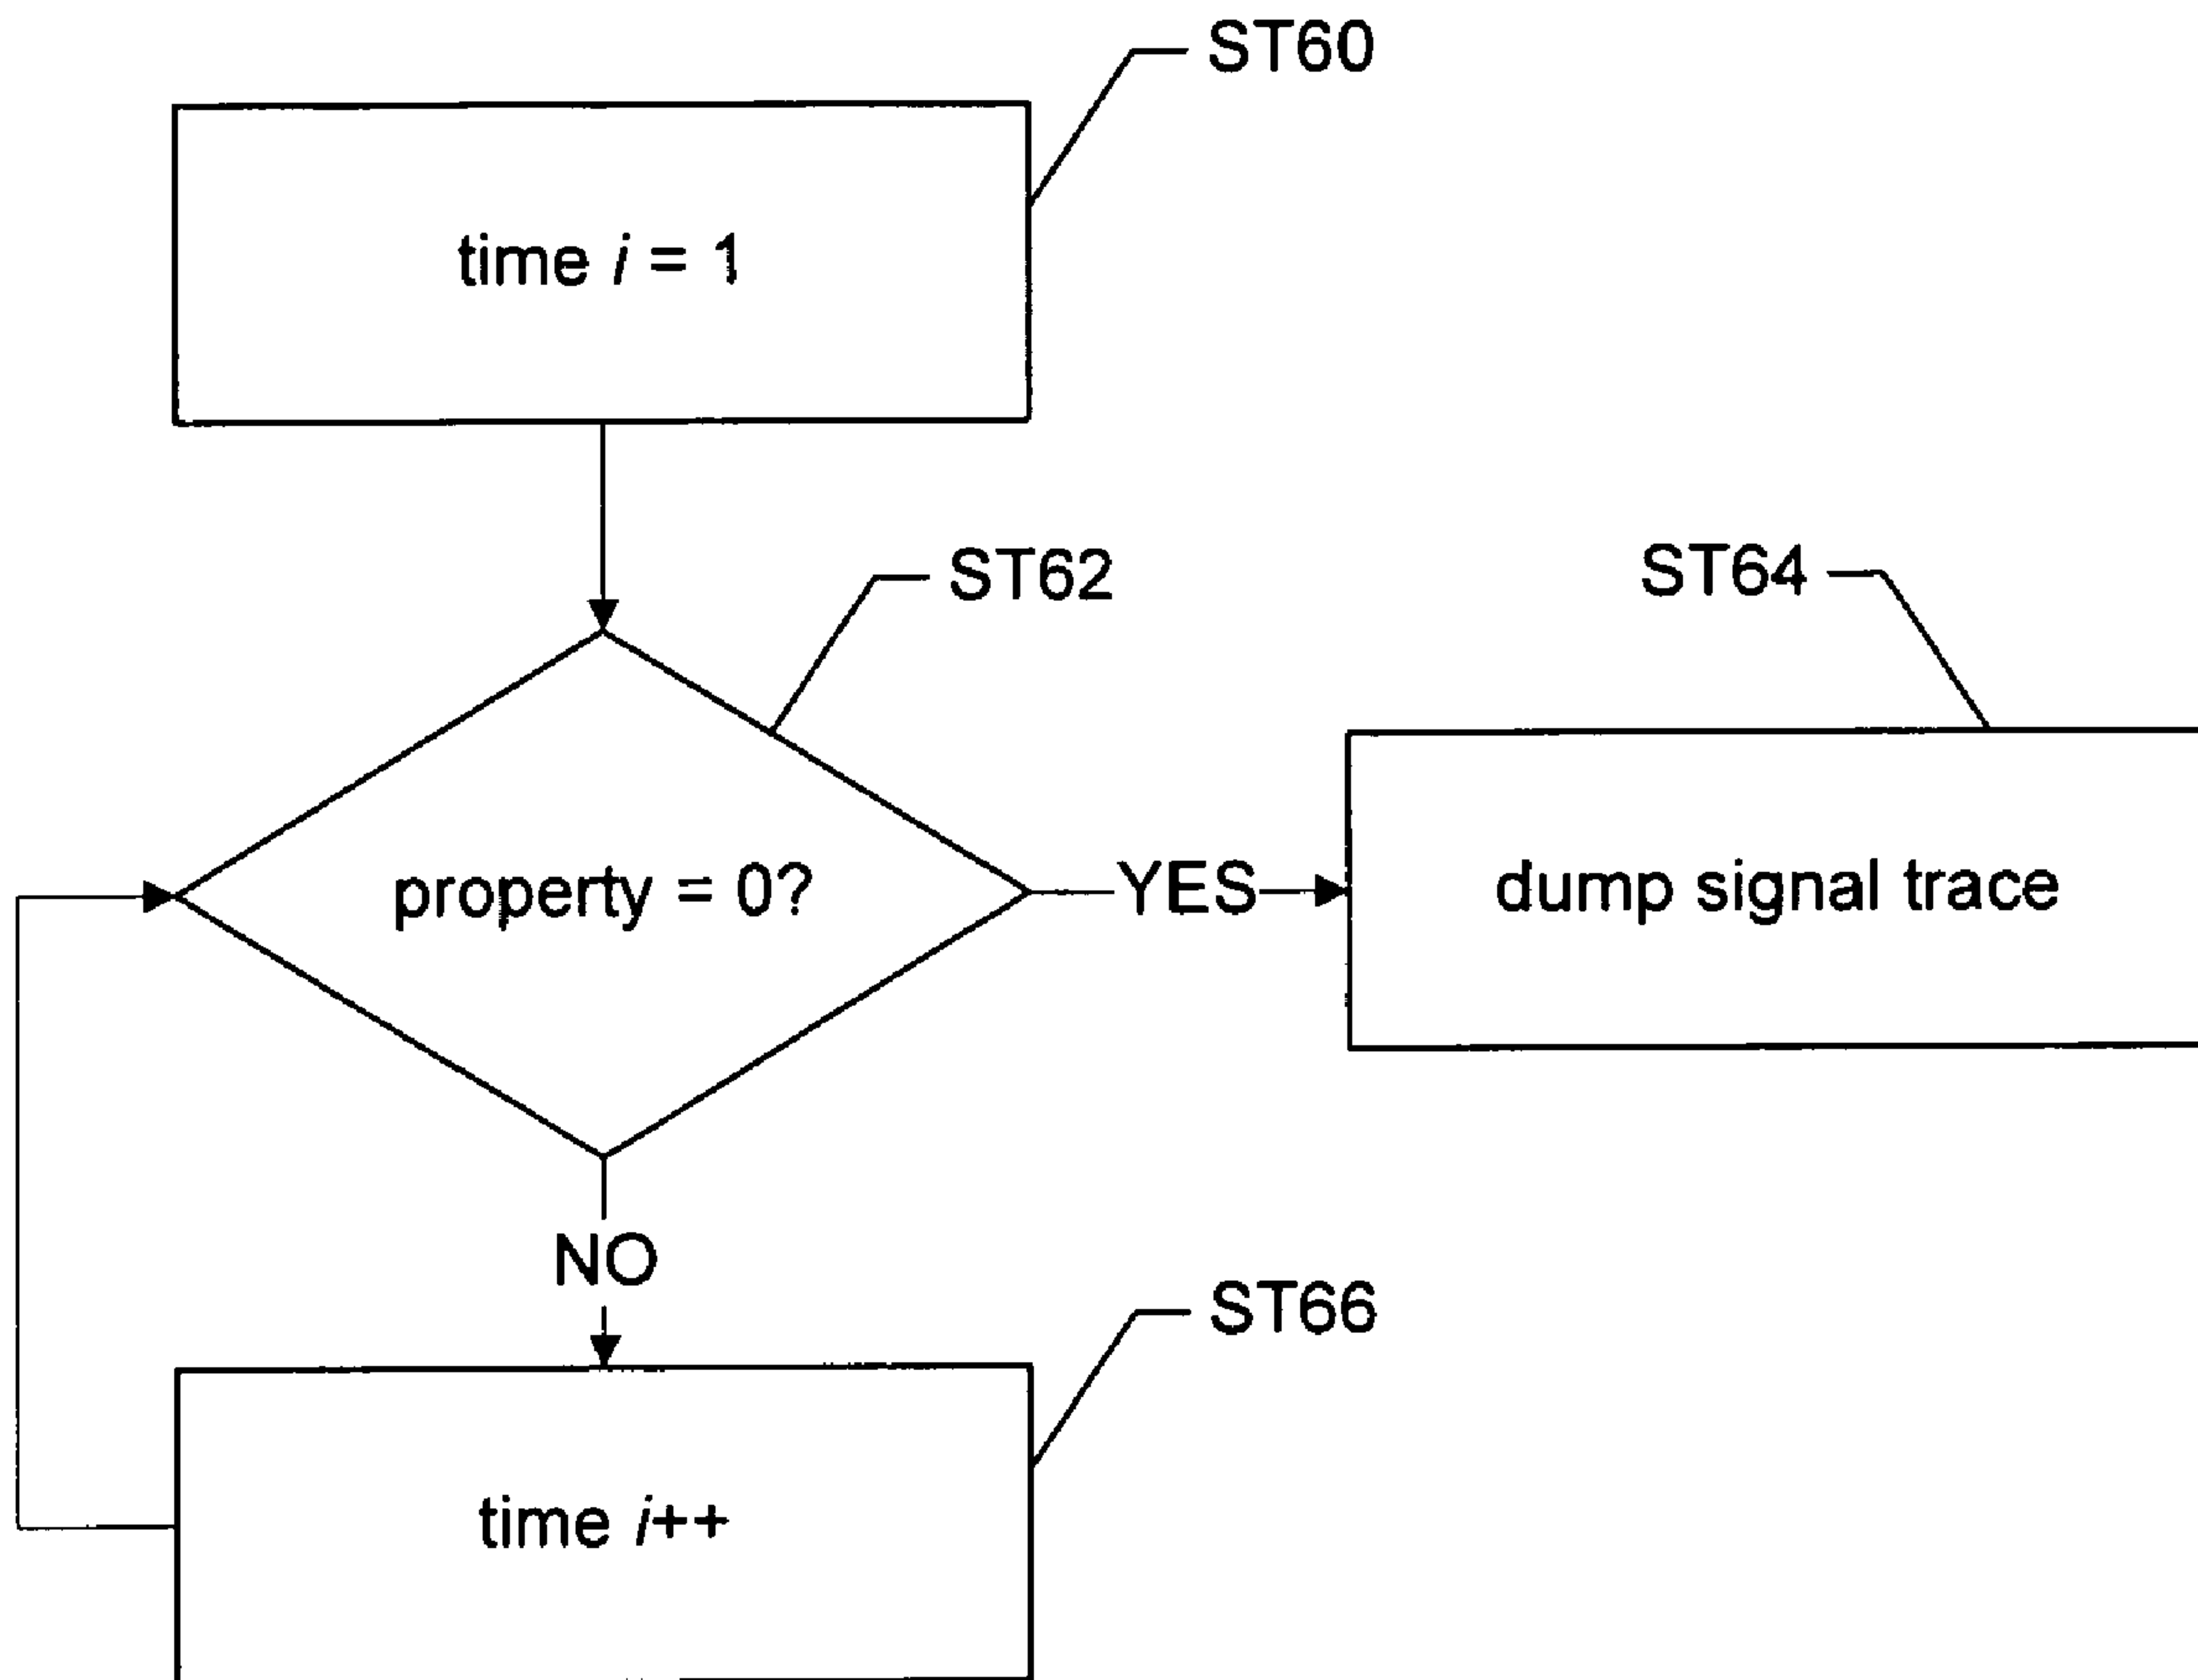 ST60
time i = 1
ST62
ST64
property = 0?
YES
dump signal trace
NO
ST66
time i++